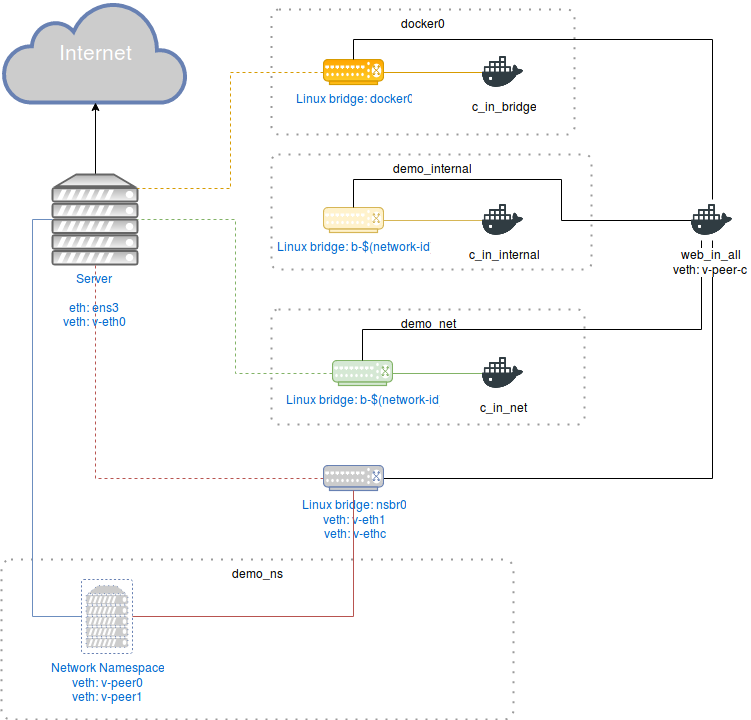 Internet
docker0
Linux bridge: docker0
c_in_bridge
demo_internal
Linux bridge: b-$(network-id
c_in_internal
web_in_all
veth: v-peer-c
Server
eth: ens3
veth: v-eth0
demo_net
Linux bridge: b-$(network-id
c_in_net
Linux bridge: nsbr0
veth: v-eth1
veth: v-ethc
demo_ns
Network Namespace
veth: v-peer0
veth: v-peer1